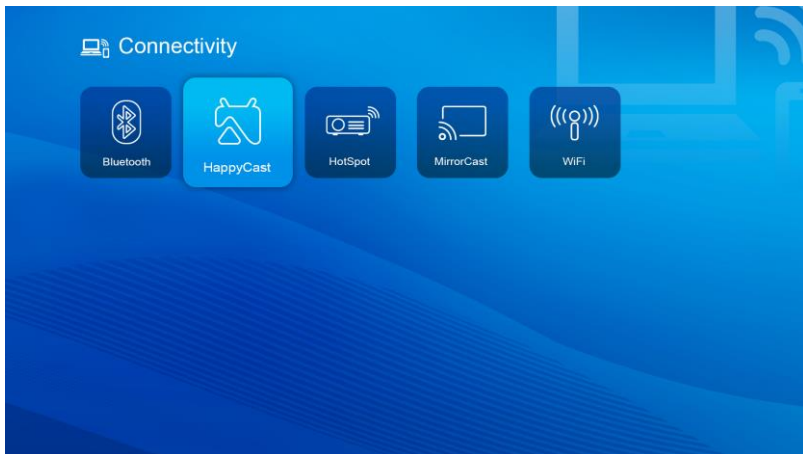 Connectivity
Bluetooth
HappyCast
HotSpot
MirrorCast
WiFi